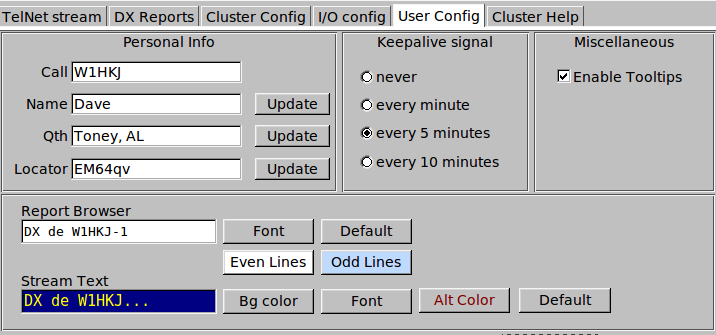 TelNet stream DX Reports Cluster Config I/O config User Config Cluster Help
Personal Info
Call W1HKJ
Name Dave Update
Qth Toney, AL Update
Locator EM64qv Update
Keepalive signal
never
every minute
every 5 minutes
every 10 minutes
Miscellaneous
Enable Tooltips
Report Browser
DX de W1HKJ-1 Font Default
Even Lines Odd Lines
Stream Text
DX de W1HKJ... Bg color Font Alt Color Default